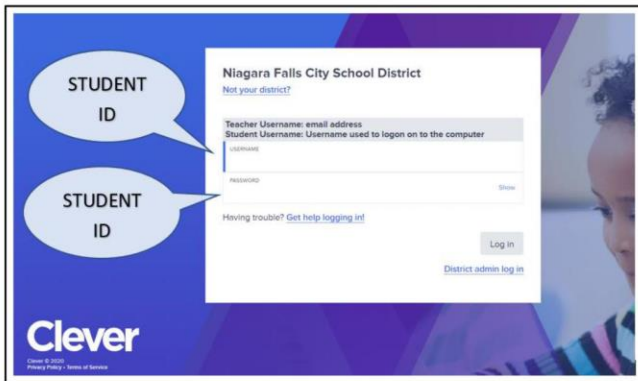 STUDENT
ID
STUDENT
ID
Niagara Falls City School District
Not your district?
Teacher Username: email address
Student Username: Username used to logon on to the computer
USERNAME
PASSWORD
Show
Having trouble? Get help logging in!
Log in
District admin log in
Clever
Clever © 2020
Privacy Policy • Terms of Service